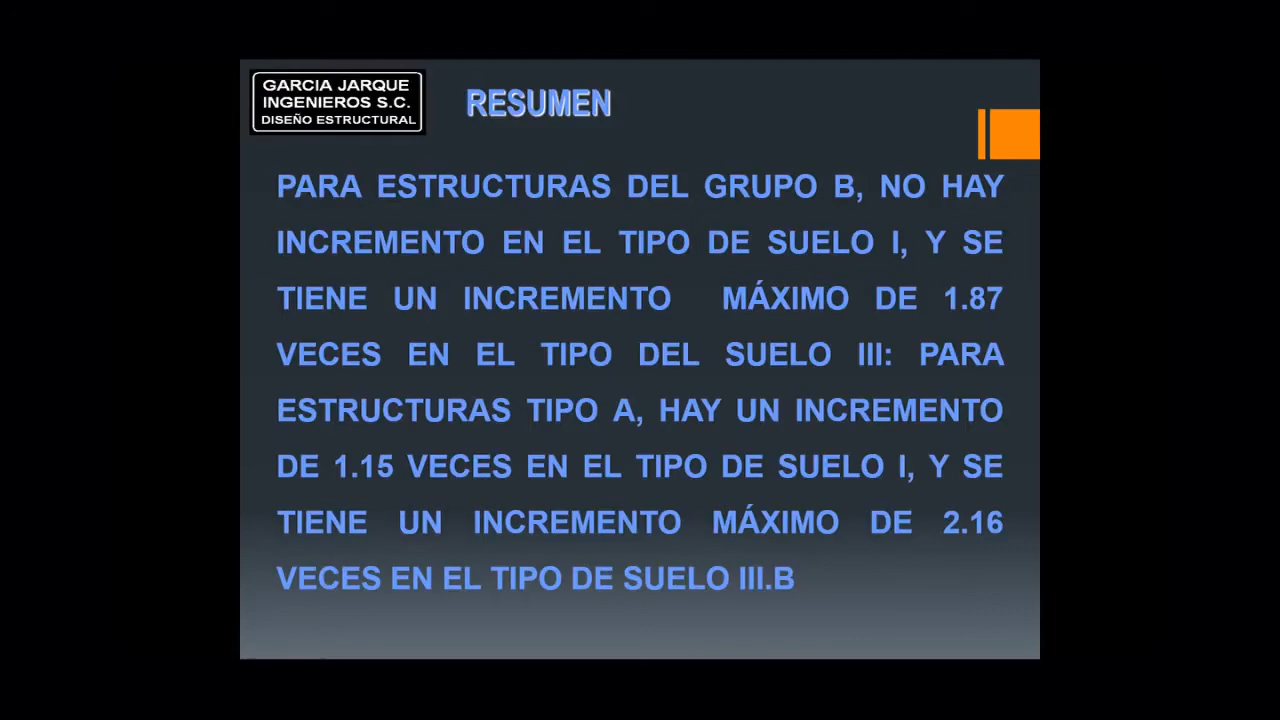 GARCIA JARQUE
INGENIEROS S.C.
DISEÑO ESTRUCTURAL
RESUMEN
PARA ESTRUCTURAS DEL GRUPO B, NO HAY
INCREMENTO EN EL TIPO DE SUELO I, Y SE
TIENE UN INCREMENTO MÁXIMO DE 1.87
VECES EN EL TIPO DEL SUELO III: PARA
ESTRUCTURAS TIPO A, HAY UN INCREMENTO
DE 1.15 VECES EN EL TIPO DE SUELO I, Y SE
TIENE UN INCREMENTO MÁXIMO DE 2.16
VECES EN EL TIPO DE SUELO III.B